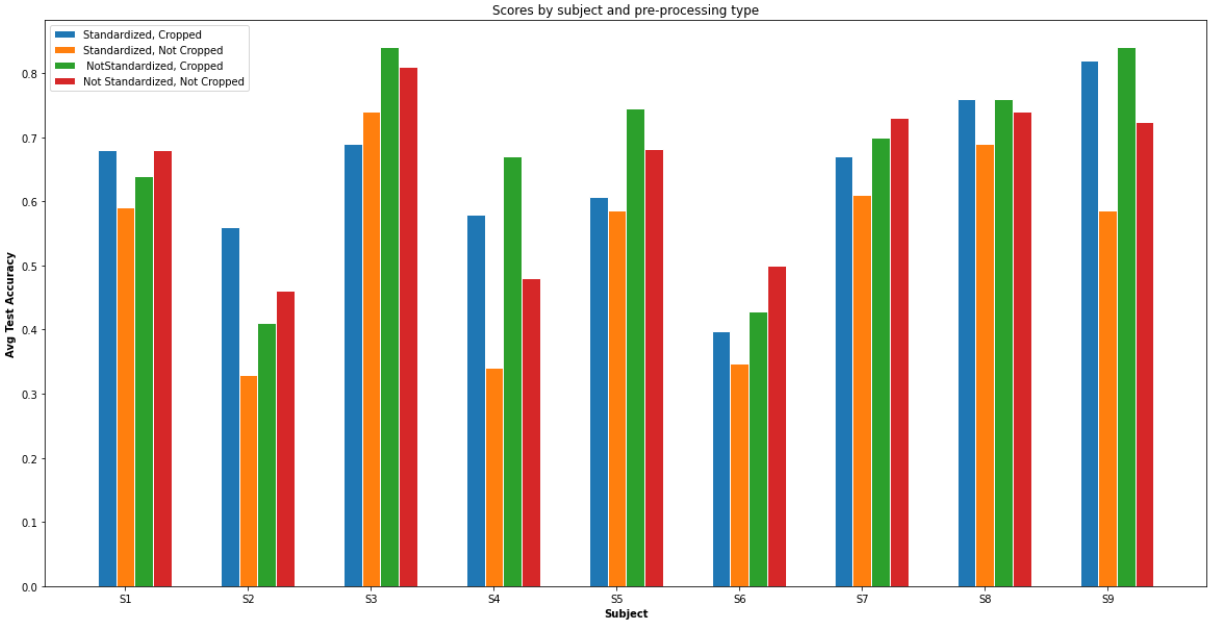 Scores by subject and pre-processing type
Standardized, Cropped
Standardized, Not Cropped
NotStandardized, Cropped
Not Standardized, Not Cropped
Avg Test Accuracy
0.8
0.7
0.6
0.5
0.4
0.3
0.2
0.1
0.0
S1 S2 S3 S4 S5 S6 S7 S8 S9
Subject